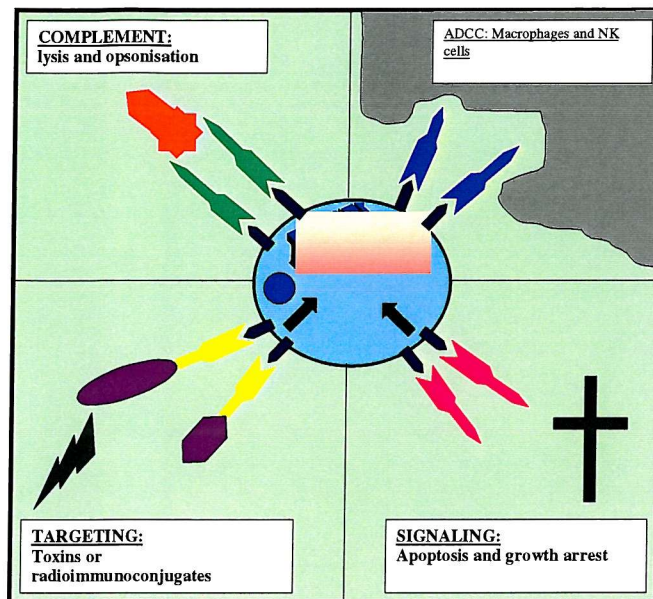 COMPLEMENT:
lysis and opsonisation
ADCC: Macrophages and NK
cells
TARGETING:
Toxins or
radioimmunoconjugates
SIGNALING:
Apoptosis and growth arrest